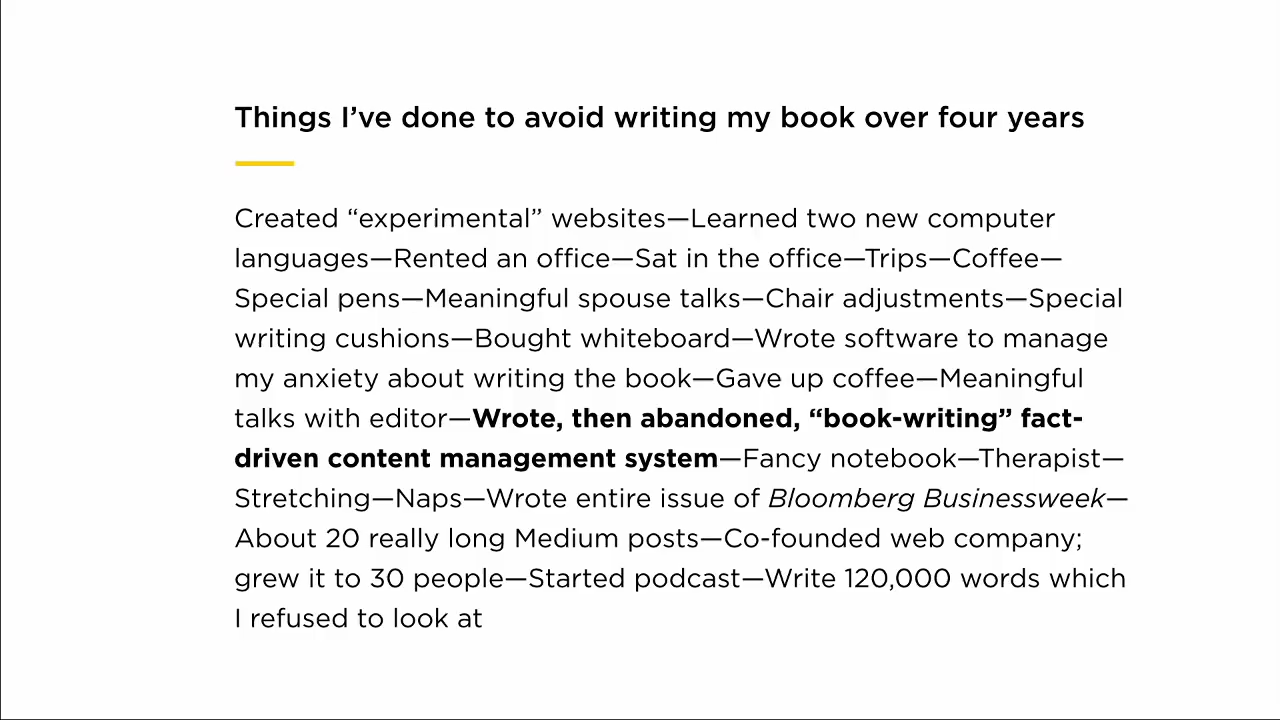 Things I’ve done to avoid writing my book over four years
Created “experimental” websites—Learned two new computer
languages—Rented an office—Sat in the office—Trips—Coffee—
Special pens—Meaningful spouse talks—Chair adjustments—Special
writing cushions—Bought whiteboard—Wrote software to manage
my anxiety about writing the book—Gave up coffee—Meaningful
talks with editor—Wrote, then abandoned, “book-writing” fact-
driven content management system—Fancy notebook—Therapist—
Stretching—Naps—Wrote entire issue of Bloomberg Businessweek—
About 20 really long Medium posts—Co-founded web company;
grew it to 30 people—Started podcast—Write 120,000 words which
I refused to look at